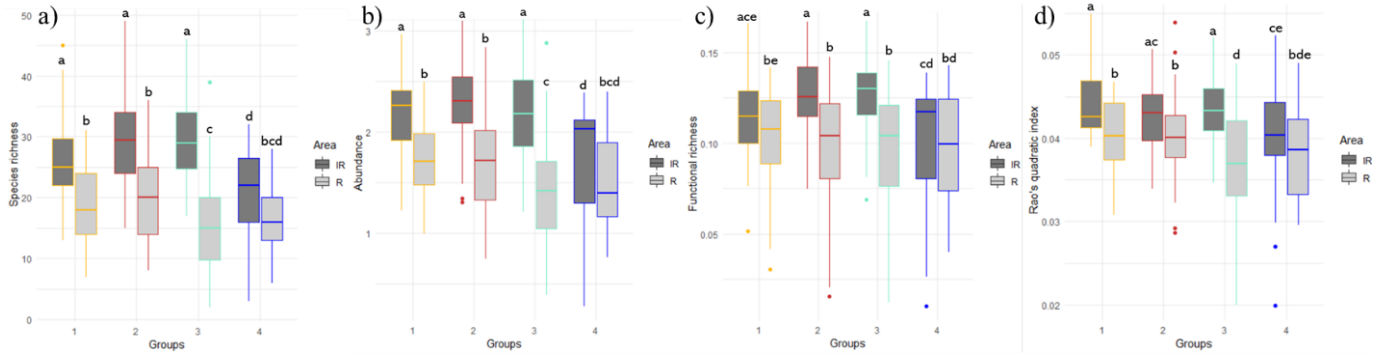 a)
Species richness
50
40
30
20
10
0
a
b
a
b
a
c
d
bcd
1
2
3
4
Groups
Area
IR
R
b)
Abundance
3
2
1
a
b
a
b
a
c
d
bcd
1
2
3
4
Groups
Area
IR
R
c)
Functional richness
0.15
0.10
0.05
ace
be
a
b
a
b
cd
bd
1
2
3
4
Groups
Area
IR
R
d)
Rao's quadratic index
0.05
0.04
0.03
0.02
a
b
ac
b
a
d
ce
bde
1
2
3
4
Groups
Area
IR
R